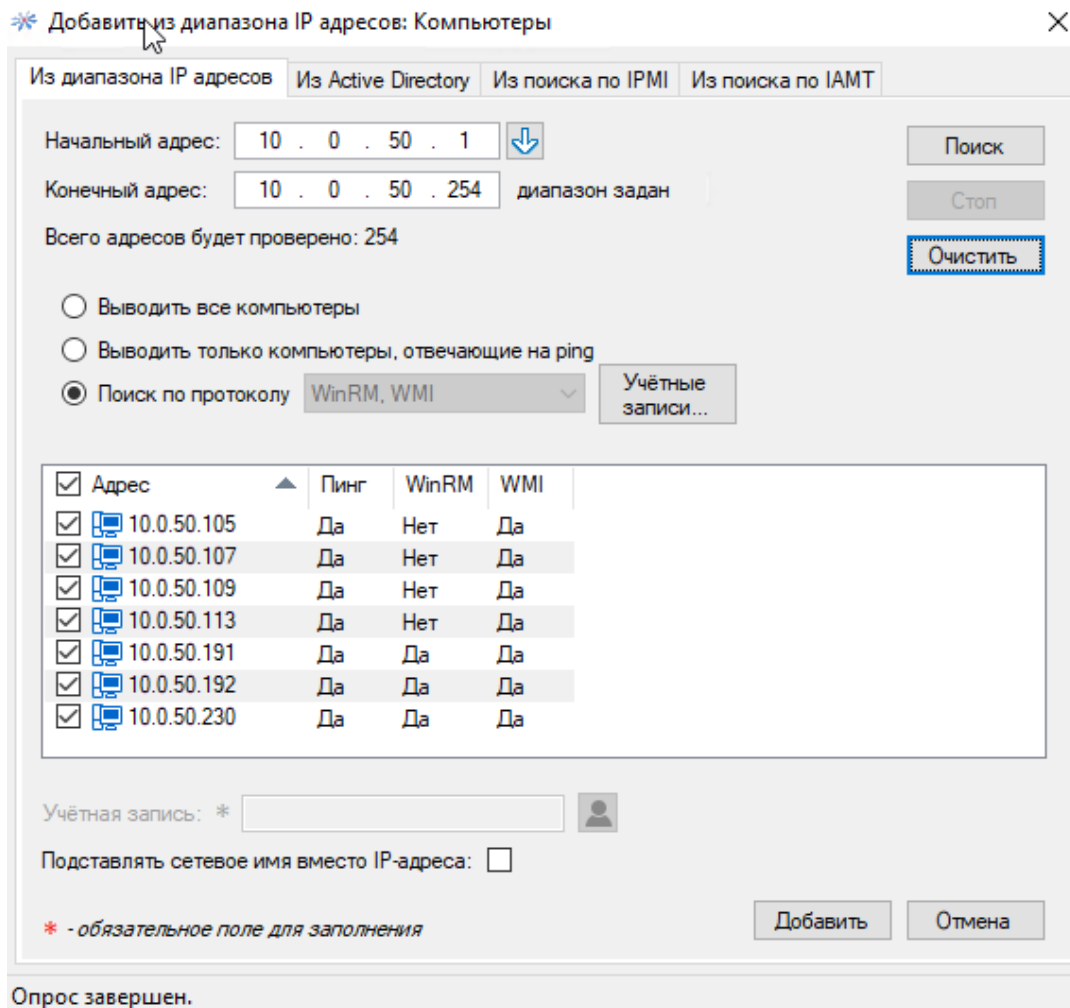 Добавить из диапазона IP адресов: Компьютеры
Из диапазона IP адресов Из Active Directory Из поиска по IPMI Из поиска по IAMT
Начальный адрес: 10 . 0 . 50 . 1
Поиск
Конечный адрес: 10 . 0 . 50 . 254 диапазон задан
Стоп
Всего адресов будет проверено: 254
Очистить
Выводить все компьютеры
Выводить только компьютеры, отвечающие на ping
Поиск по протоколу WinRM, WMI
Учётные
записи...
Адрес Пинг WinRM WMI
10.0.50.105 Да Нет Да
10.0.50.107 Да Нет Да
10.0.50.109 Да Нет Да
10.0.50.113 Да Нет Да
10.0.50.191 Да Да Да
10.0.50.192 Да Да Да
10.0.50.230 Да Да Да
Учётная запись: *
Подставлять сетевое имя вместо IP-адреса:
* - обязательное поле для заполнения
Добавить Отмена
Опрос завершен.